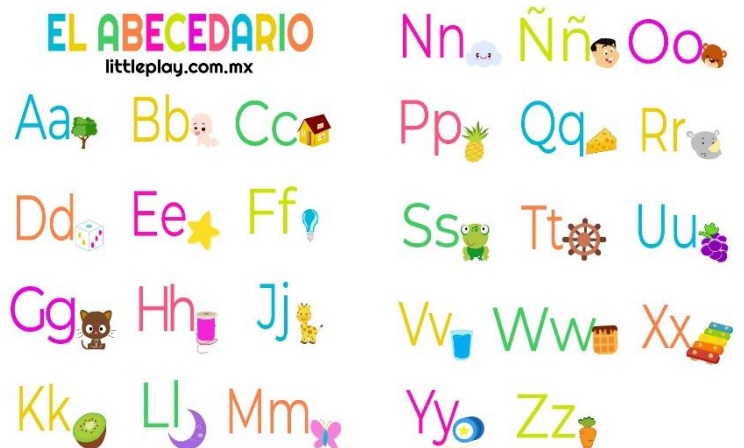 EL ABECEDARIO
littleplay.com.mx
Aa Bb Cc
Dd Ee Ff
Gg Hh Jj
Kk Ll Mm
Nn Ññ Oo
Pp Qq Rr
Ss Tt Uu
Vv Ww Xx
Yy Zz